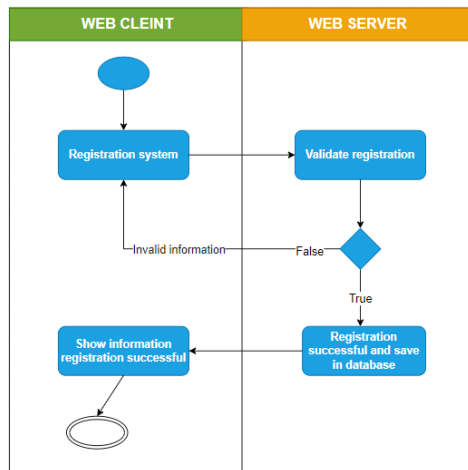 WEB CLEINT
WEB SERVER
Registration system
Validate registration
Invalid information
False
True
Show information
registration successful
Registration
successful and save
in database